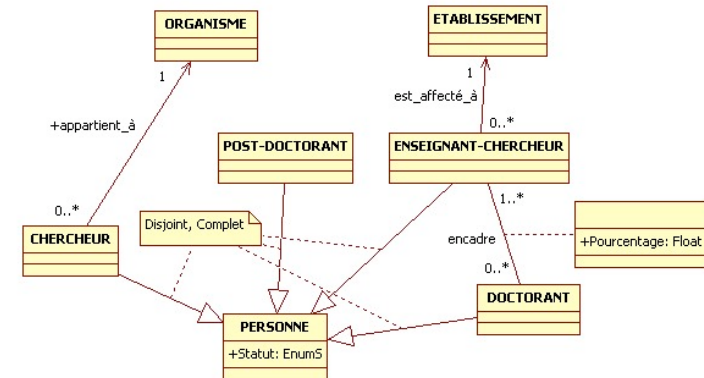 ORGANISME
ETABLISSEMENT
1
1
+appartient_à
est_affecté_à
0..*
POST-DOCTORANT
ENSEIGNANT-CHERCHEUR
0..*
1..*
Disjoint, Complet
CHERCHEUR
encadre
+Pourcentage: Float
0..*
DOCTORANT
PERSONNE
+Statut: EnumS